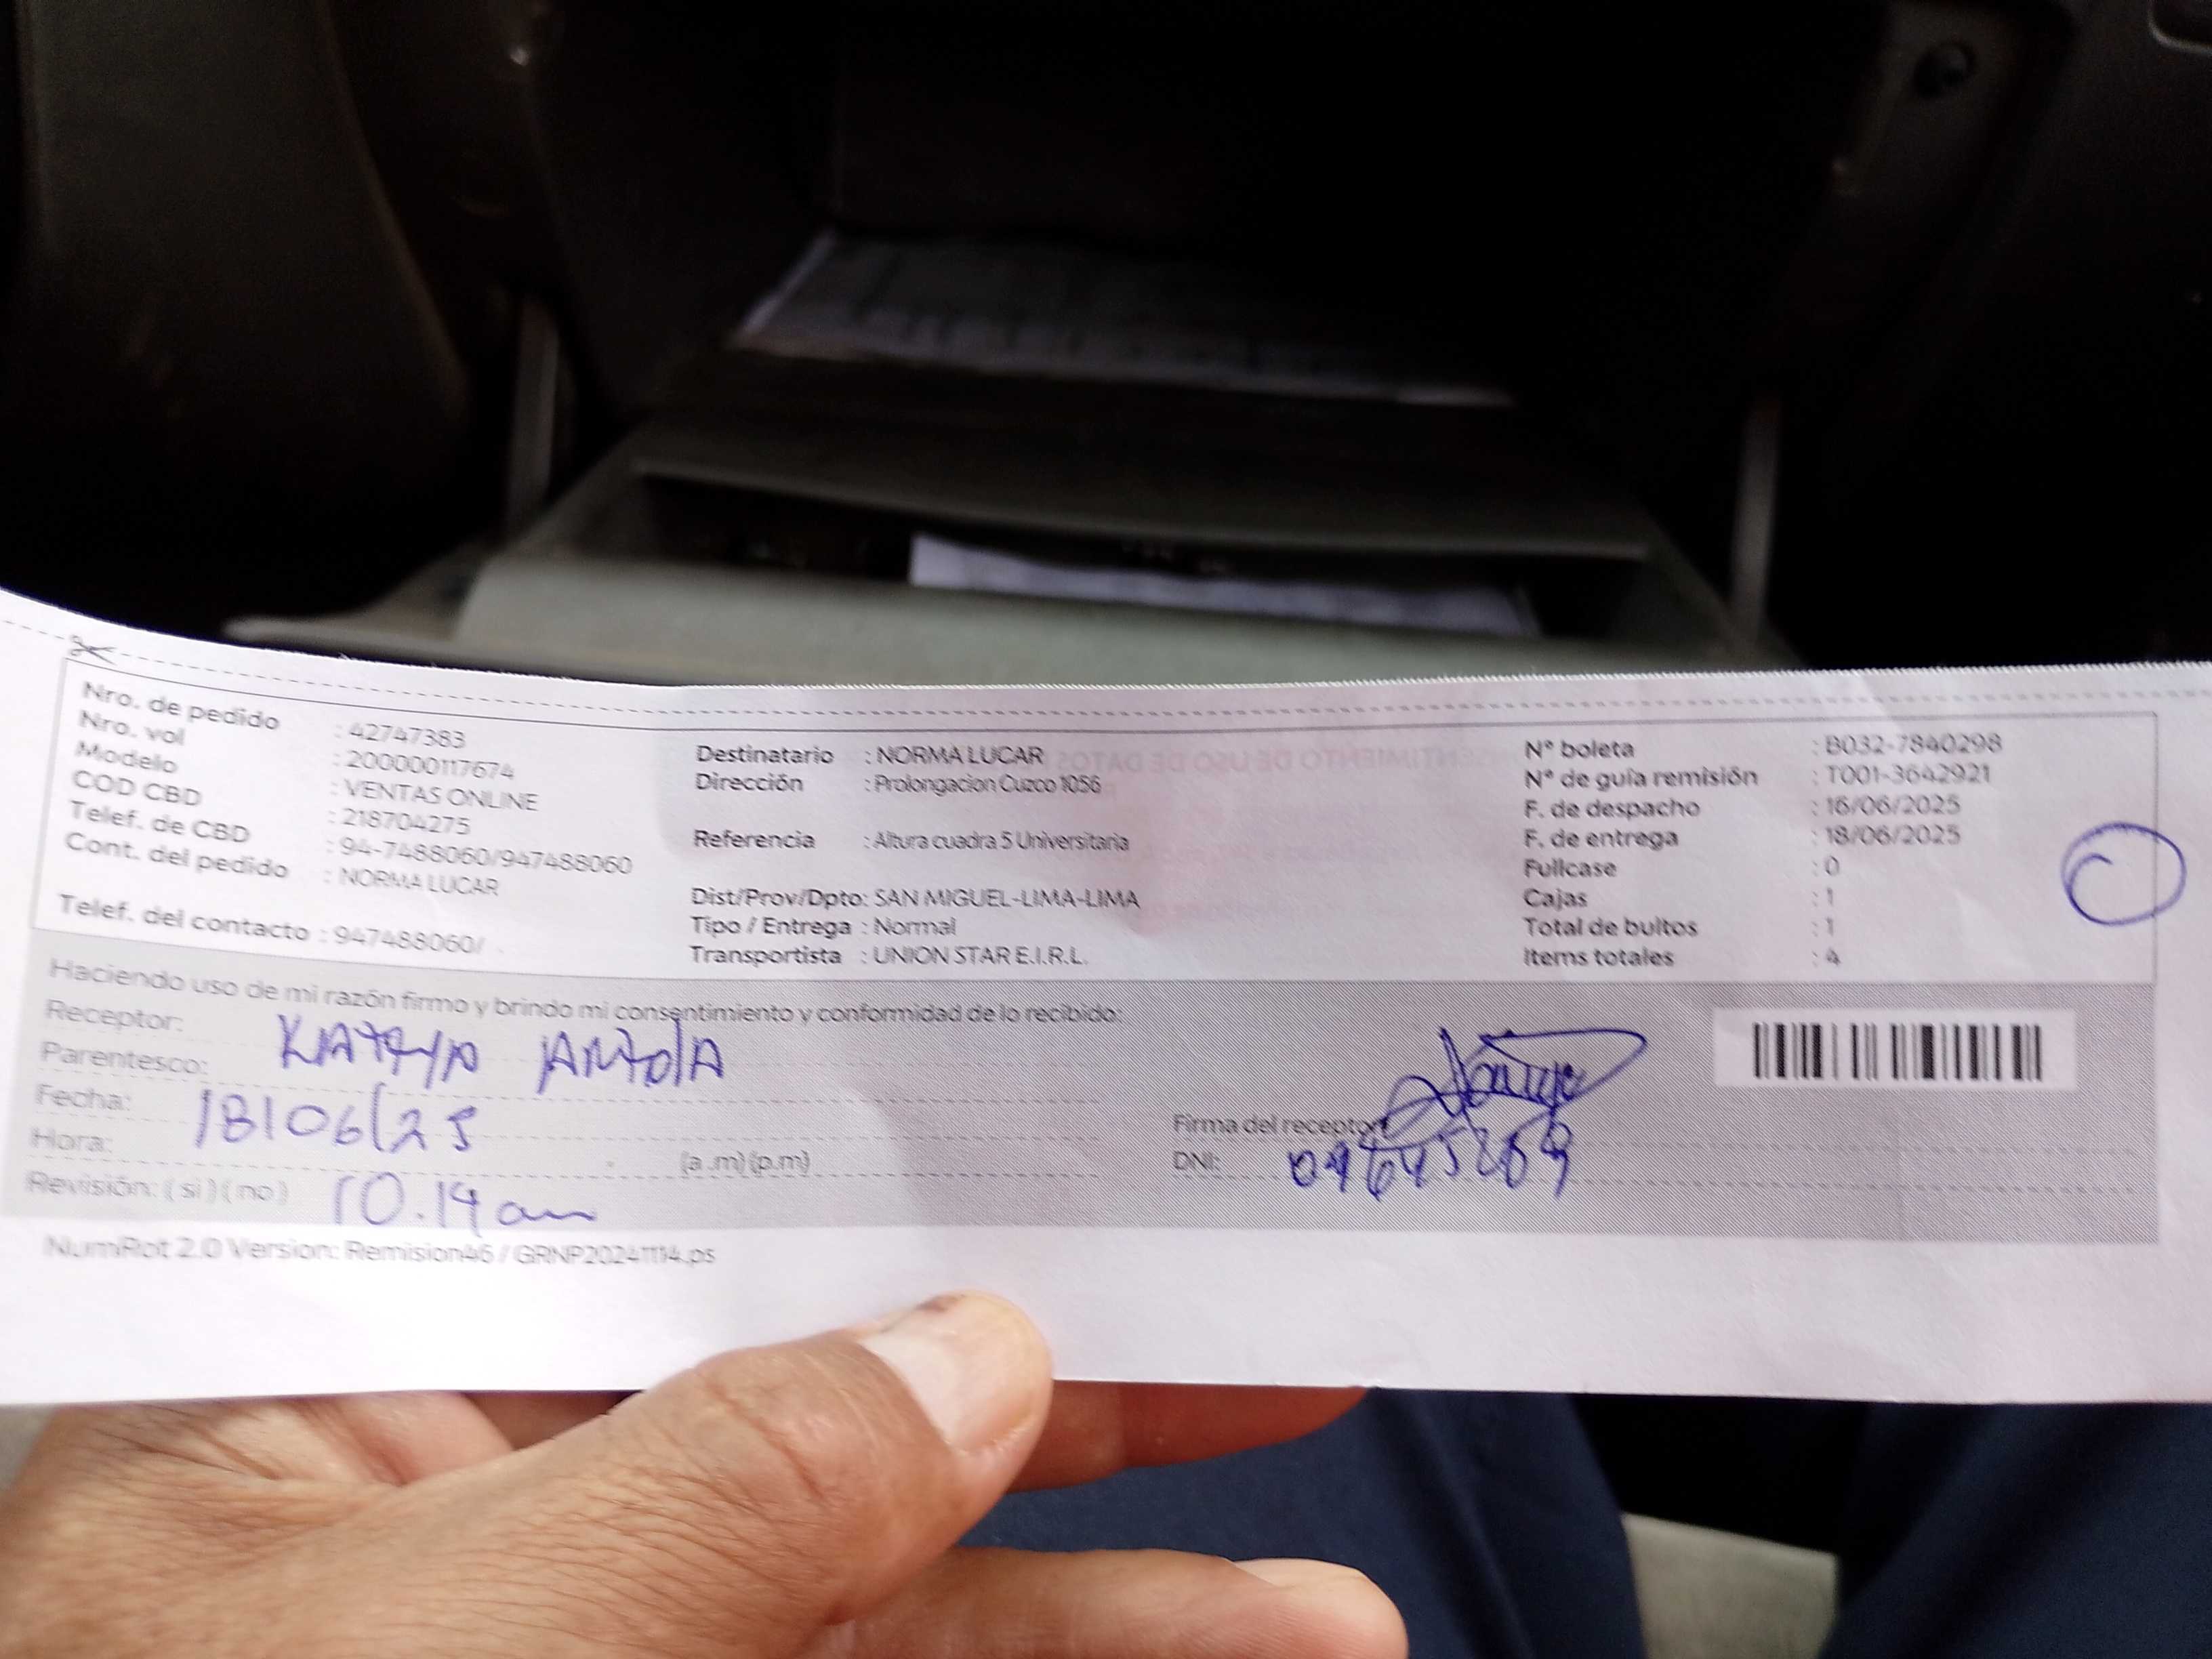 Nro. de pedido : 42747383
Nro. vol : 200000117674
Modelo : VENTAS ONLINE
COD CBD : 218704275
Telef. de CBD : 94-7488060/947488060
Cont. del pedido : NORMA LUCAR
Telef. del contacto : 947488060/
Destinatario : NORMA LUCAR
Dirección : Prolongacion Cuzco 1056
Referencia : Altura cuadra 5 Universitaria
Dist/Prov/Dpto: SAN MIGUEL-LIMA-LIMA
Tipo / Entrega : Normal
Transportista : UNION STAR E.I.R.L.
N° boleta : B032-7840298
N° de guía remisión : T001-3642921
F. de despacho : 16/06/2025
F. de entrega : 18/06/2025
Fullcase : 0
Cajas : 1
Total de bultos : 1
Items totales : 4
Haciendo uso de mi razón firmo y brindo mi consentimiento y conformidad de lo recibido:
Receptor:
Parentesco:
Fecha: 18/06/25
Hora: (a .m) (p.m)
Revisión: ( si ) ( no ) 10.14 am
Firma del receptor:
DNI:
NumRot 2.0 Version: Remision46 / GRNP20241114.ps